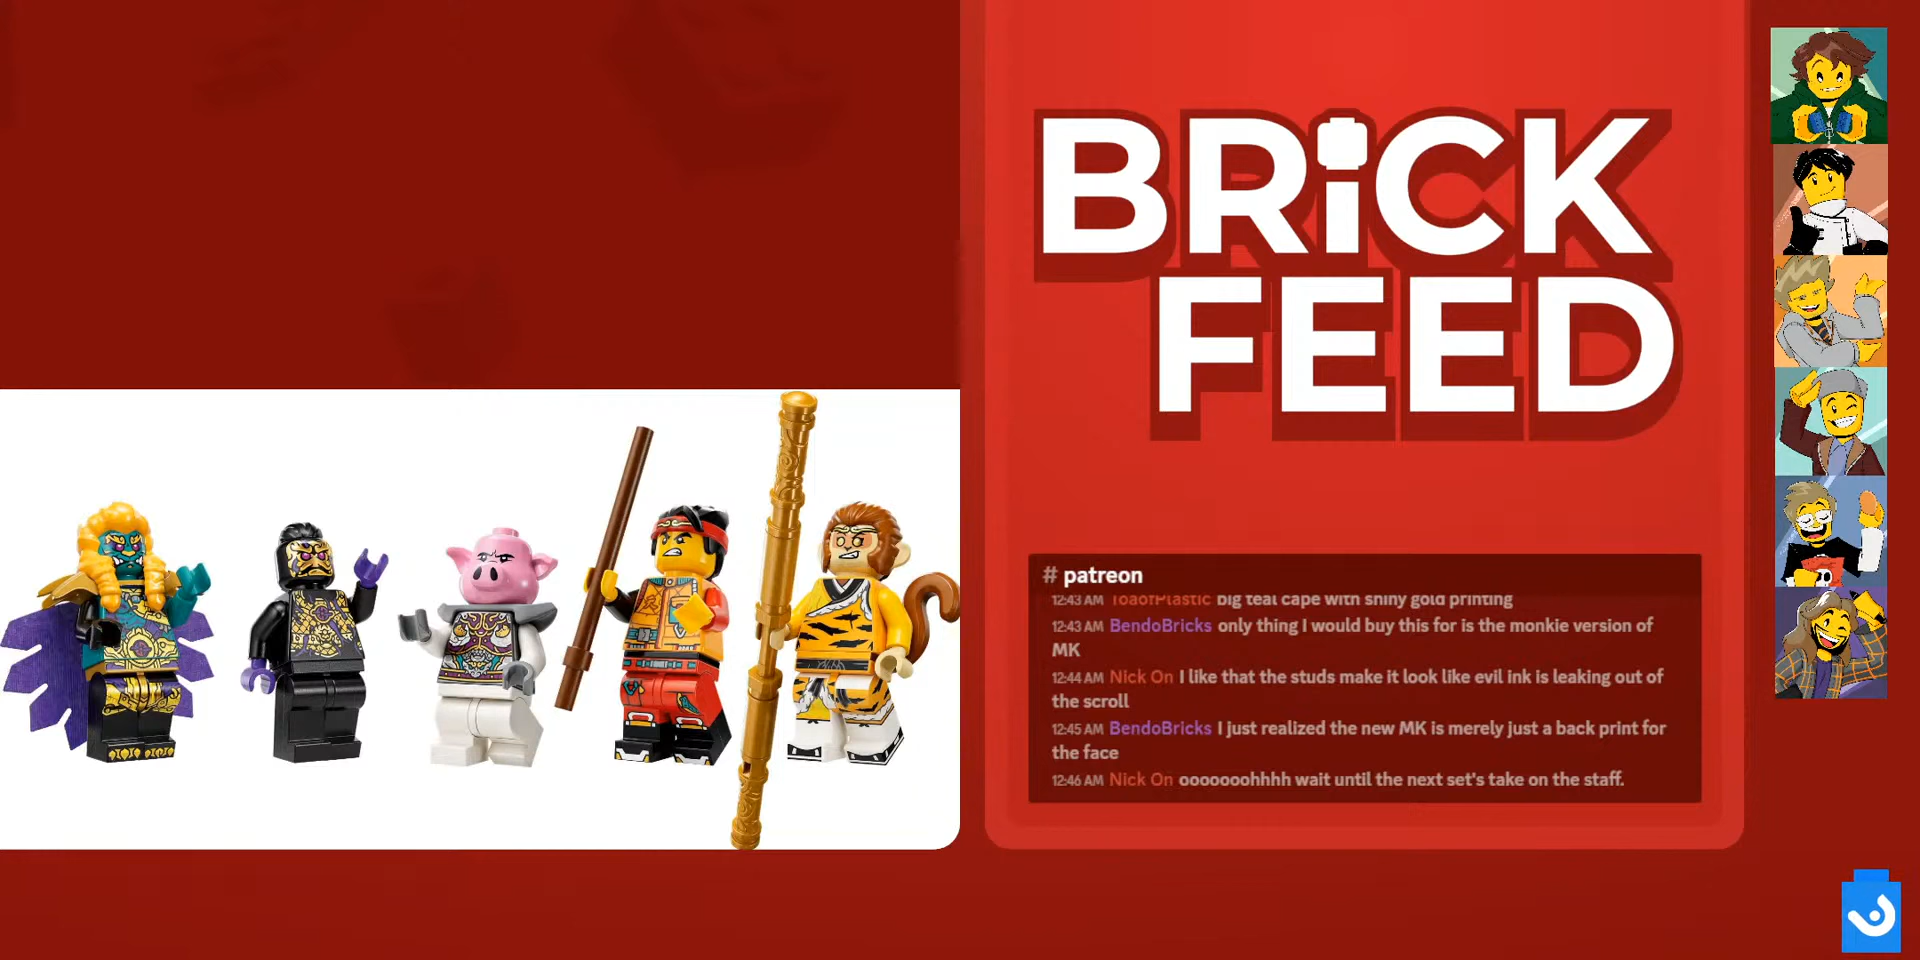 BRiCK
FEED
# patreon
12:43 AM ToaofPlastic big teal cape with shiny gold printing
12:43 AM BendoBricks only thing I would buy this for is the monkie version of
MK
12:44 AM Nick On I like that the studs make it look like evil ink is leaking out of
the scroll
12:45 AM BendoBricks I just realized the new MK is merely just a back print for
the face
12:46 AM Nick On ooooooohhhh wait until the next set's take on the staff.